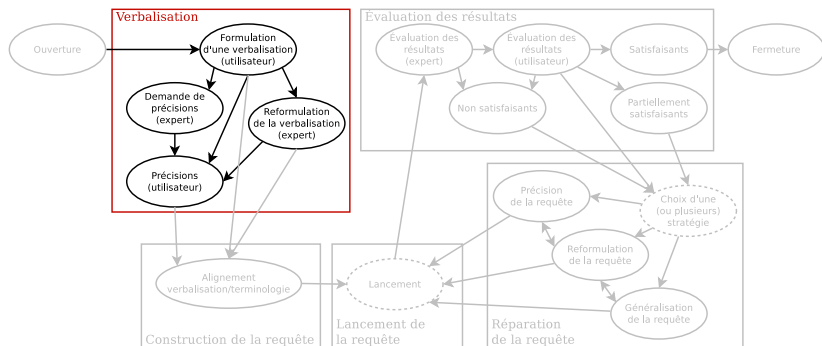 Verbalisation
Ouverture
Formulation
d'une verbalisation
(utilisateur)
Demande de
précisions
(expert)
Reformulation
de la verbalisation
(expert)
Précisions
(utilisateur)
Évaluation des résultats
Évaluation des
résultats
(expert)
Évaluation des
résultats
(utilisateur)
Satisfaisants
Fermeture
Non satisfaisants
Partiellement
satisfaisants
Alignement
verbalisation/terminologie
Construction de la requête
Lancement
Lancement de
la requête
Précision
de la requête
Choix d'une
(ou plusieurs)
stratégie
Reformulation
de la requête
Généralisation
de la requête
Réparation
de la requête